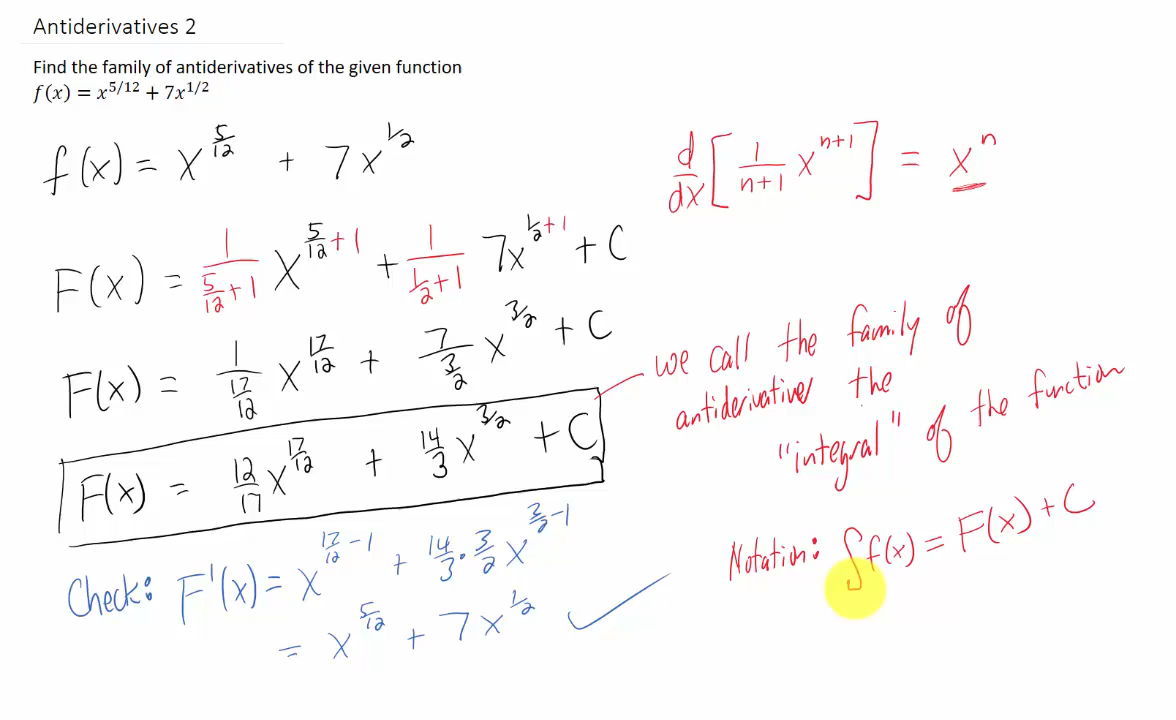 Antiderivatives 2
Find the family of antiderivatives of the given function
f(x) = x^{5/12} + 7x^{1/2}
f(x) = x^{5/12} + 7x^{1/2}
d/dx [ 1/(n+1) x^{n+1} ] = x^n
F(x) = 1/(5/12+1) x^{5/12+1} + 1/(1/2+1) 7x^{1/2+1} + C
F(x) = 1/(17/12) x^{17/12} + 7/(3/2) x^{3/2} + C
F(x) = 12/17 x^{17/12} + 14/3 x^{3/2} + C
we call the family of
antiderivatives the
"integral" of the function
Notation: ∫f(x) = F(x) + C
Check: F'(x) = x^{17/12 - 1} + 14/3 · 3/2 x^{3/2 - 1}
= x^{5/12} + 7x^{1/2} ✓